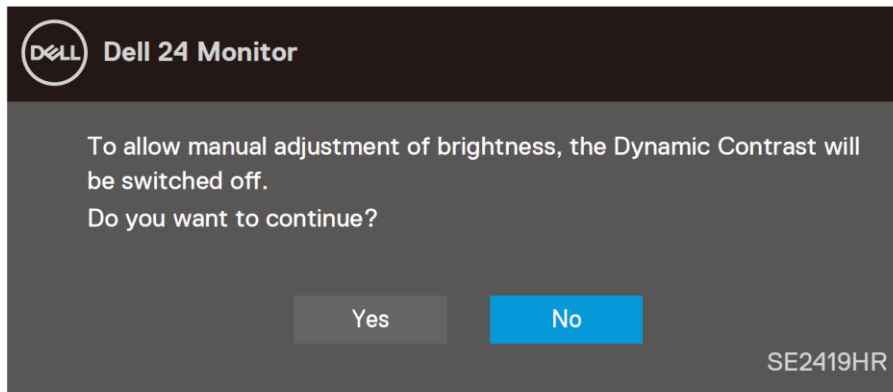 DELL Dell 24 Monitor
To allow manual adjustment of brightness, the Dynamic Contrast will
be switched off.
Do you want to continue?
Yes No
SE2419HR